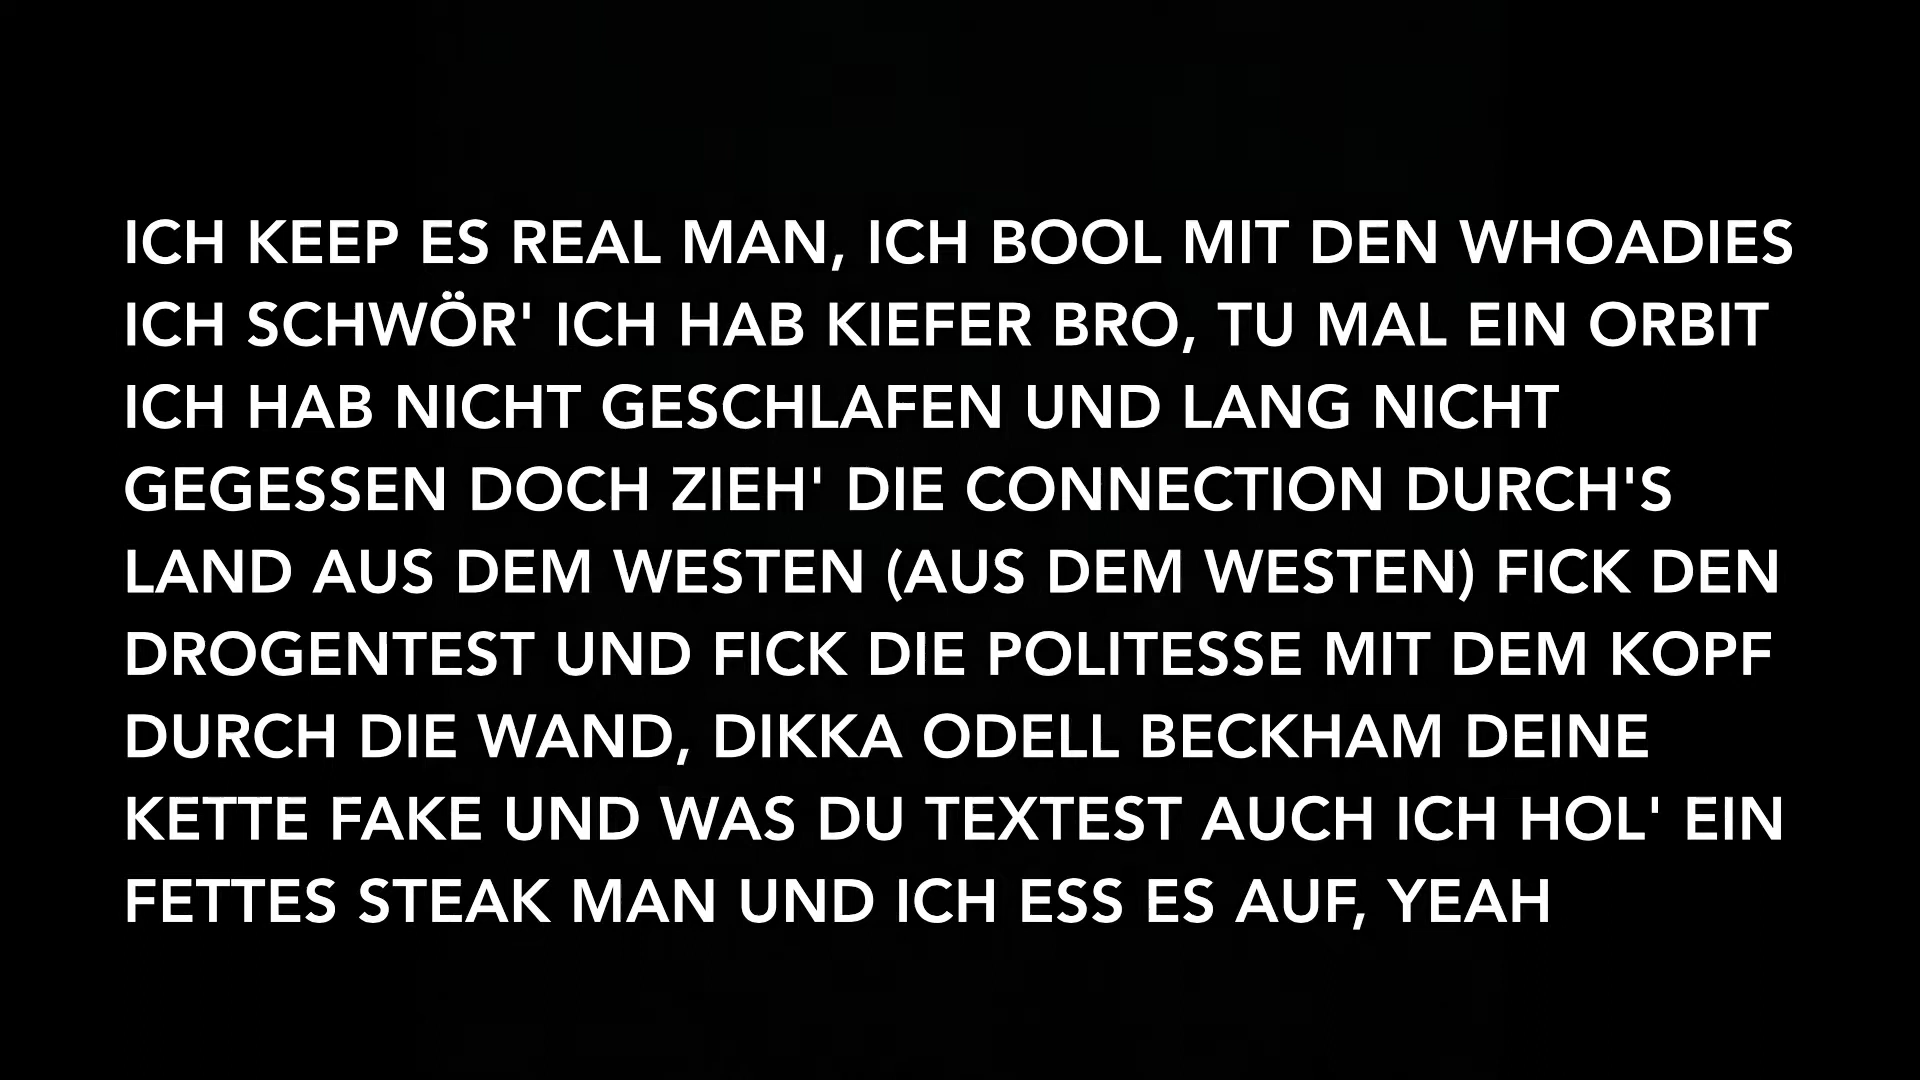 ICH KEEP ES REAL MAN, ICH BOOL MIT DEN WHOADIES
ICH SCHWÖR' ICH HAB KIEFER BRO, TU MAL EIN ORBIT
ICH HAB NICHT GESCHLAFEN UND LANG NICHT
GEGESSEN DOCH ZIEH' DIE CONNECTION DURCH'S
LAND AUS DEM WESTEN (AUS DEM WESTEN) FICK DEN
DROGENTEST UND FICK DIE POLITESSE MIT DEM KOPF
DURCH DIE WAND, DIKKA ODELL BECKHAM DEINE
KETTE FAKE UND WAS DU TEXTEST AUCH ICH HOL' EIN
FETTES STEAK MAN UND ICH ESS ES AUF, YEAH